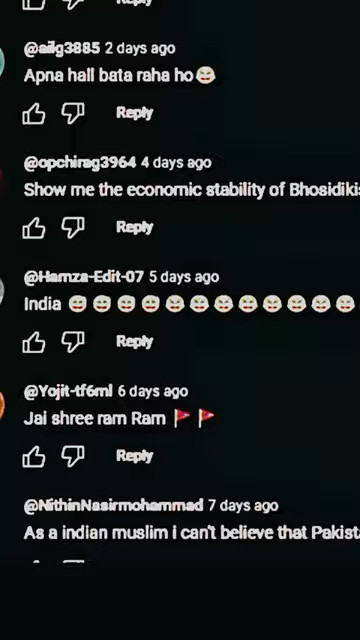 Reply
@ailg3885 2 days ago
Apna hall bata raha ho😂
Reply
@opchirag3964 4 days ago
Show me the economic stability of Bhosidikis
Reply
@Hamza-Edit-07 5 days ago
India 😂😂😂😂😂😂😂😂😂😂😂😂
Reply
@Yojit-tf6ml 6 days ago
Jai shree ram Ram 🚩🚩
Reply
@NithinNasirmohammad 7 days ago
As a indian muslim i can't believe that Pakist